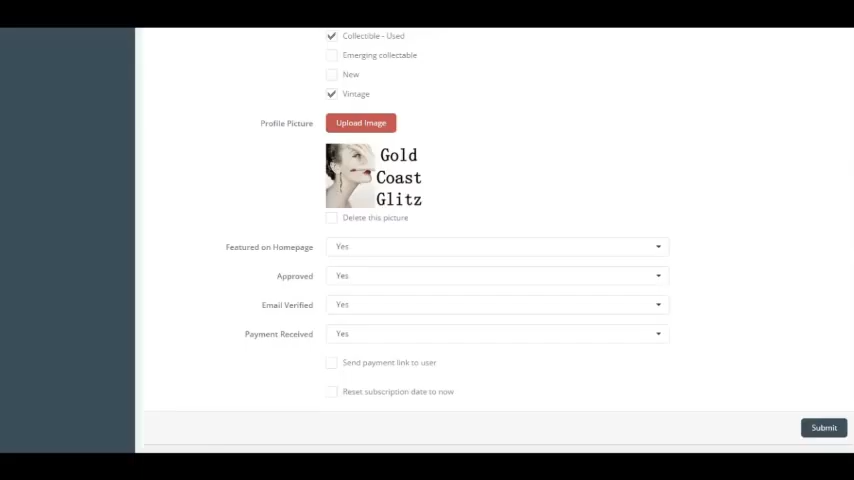 Collectible - Used
Emerging collectable
New
Vintage
Profile Picture
Upload Image
Gold
Coast
Glitz
Delete this picture
Featured on Homepage Yes
Approved Yes
Email Verified Yes
Payment Received Yes
Send payment link to user
Reset subscription date to now
Submit